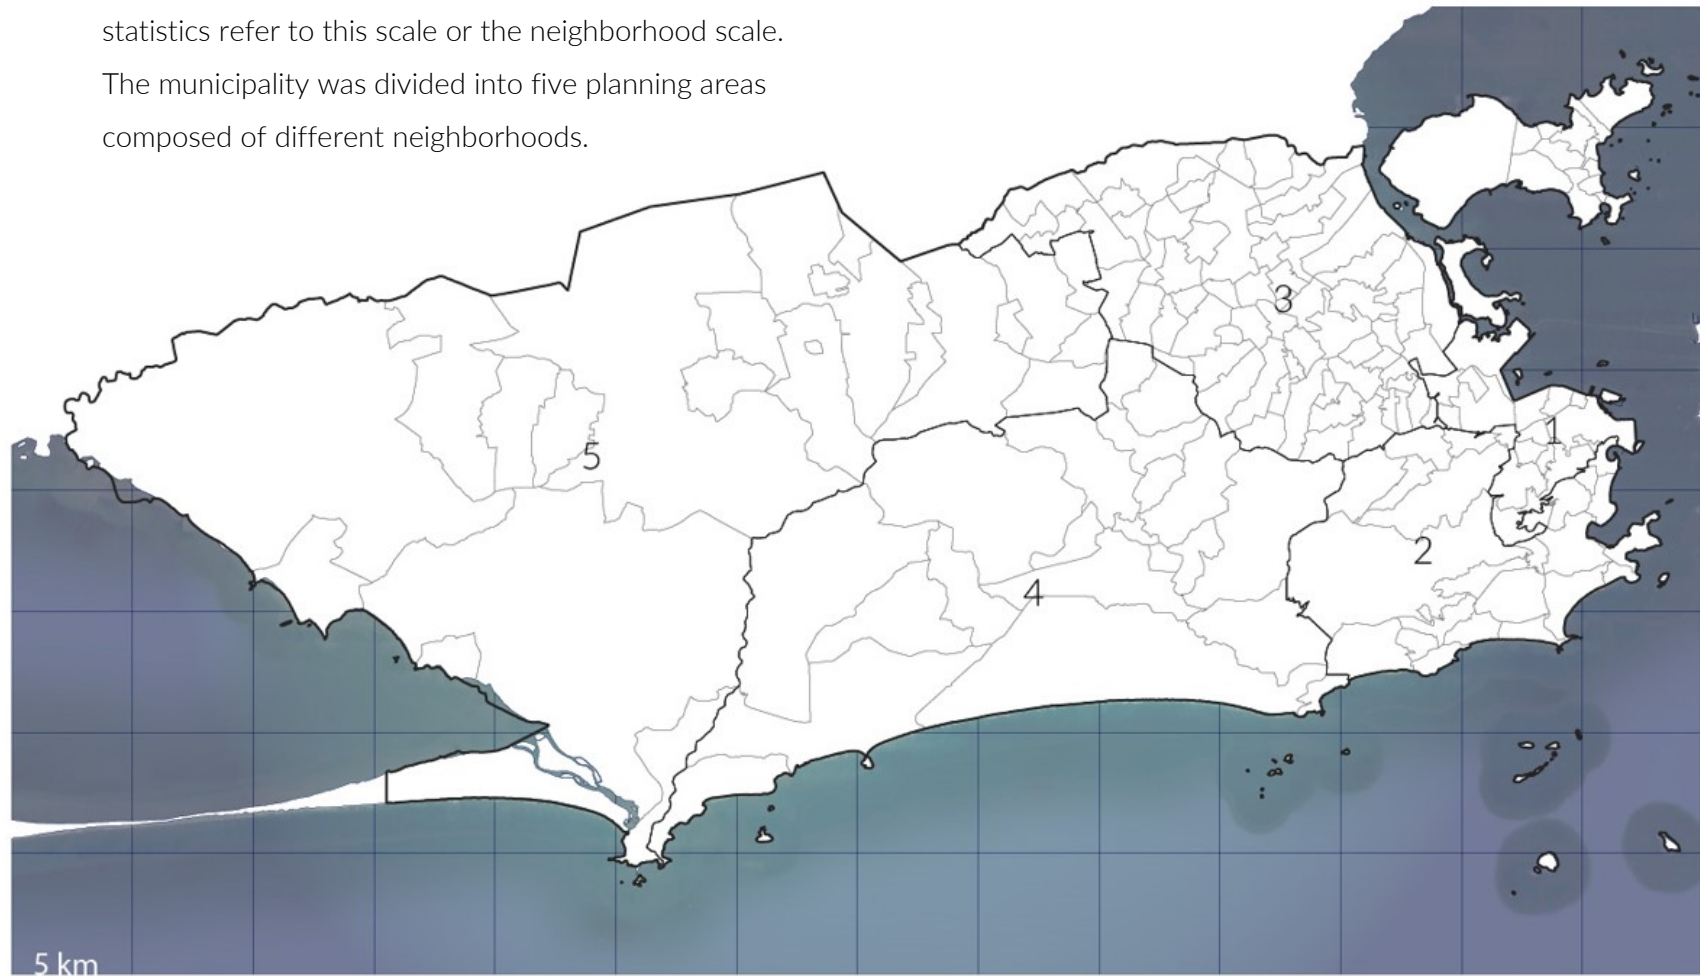 statistics refer to this scale or the neighborhood scale.
The municipality was divided into five planning areas
composed of different neighborhoods.
3
1
5
2
4
5 km